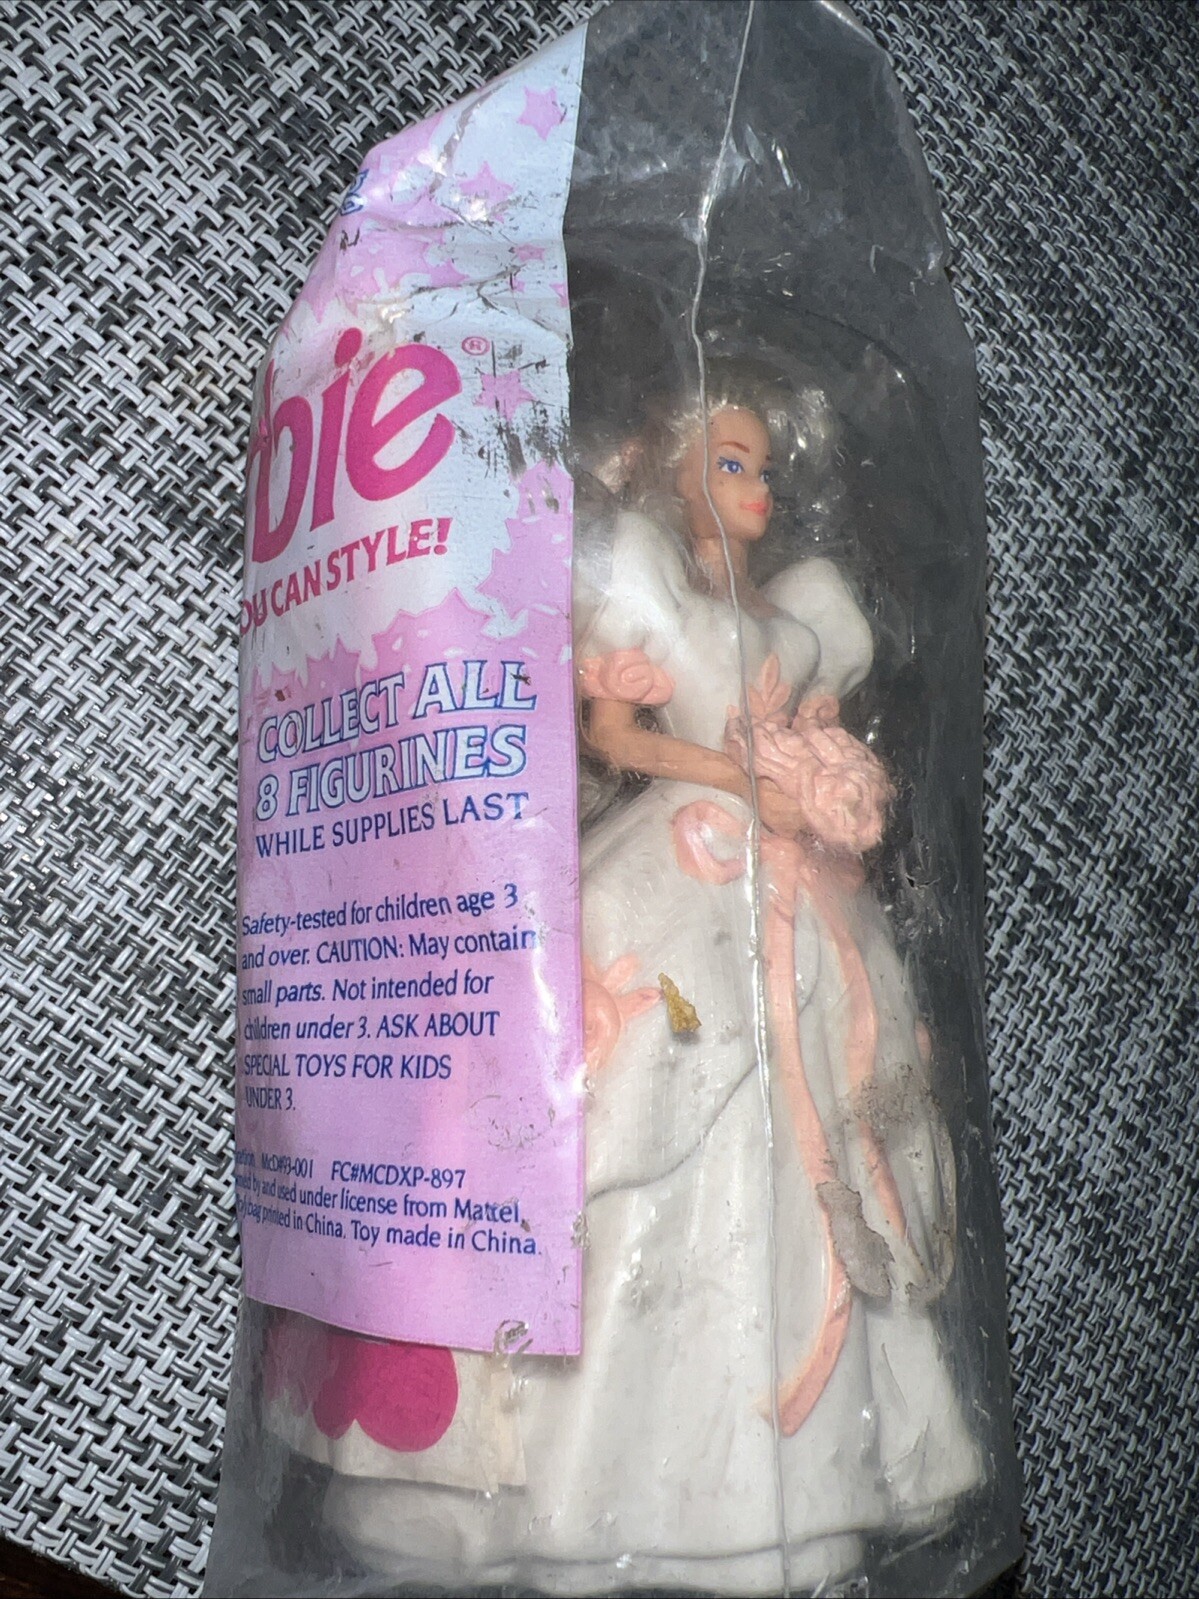 bie®
OU CAN STYLE!
COLLECT ALL
8 FIGURINES
WHILE SUPPLIES LAST
Safety-tested for children age 3
and over. CAUTION: May contain
small parts. Not intended for
children under 3. ASK ABOUT
SPECIAL TOYS FOR KIDS
UNDER 3.
McD#93-001 FC#MCDXP-897
by and used under license from Mattel,
bag printed in China. Toy made in China.